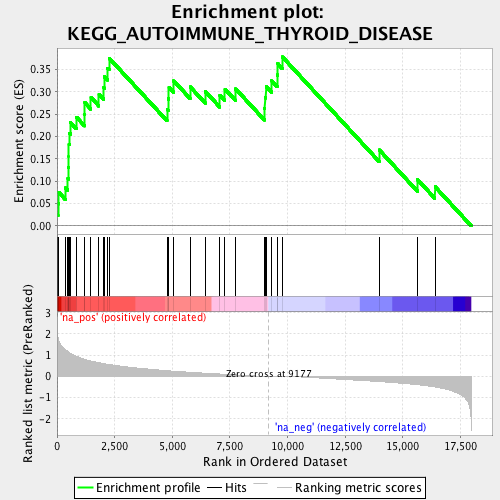 Enrichment plot:
KEGG_AUTOIMMUNE_THYROID_DISEASE
Enrichment score (ES)
0.35
0.30
0.25
0.20
0.15
0.10
0.05
0.00
'na_pos' (positively correlated)
Ranked list metric (PreRanked)
3
2
1
0
-1
-2
Zero cross at 9177
'na_neg' (negatively correlated)
0 2,500 5,000 7,500 10,000 12,500 15,000 17,500
Rank in Ordered Dataset
Enrichment profile Hits Ranking metric scores